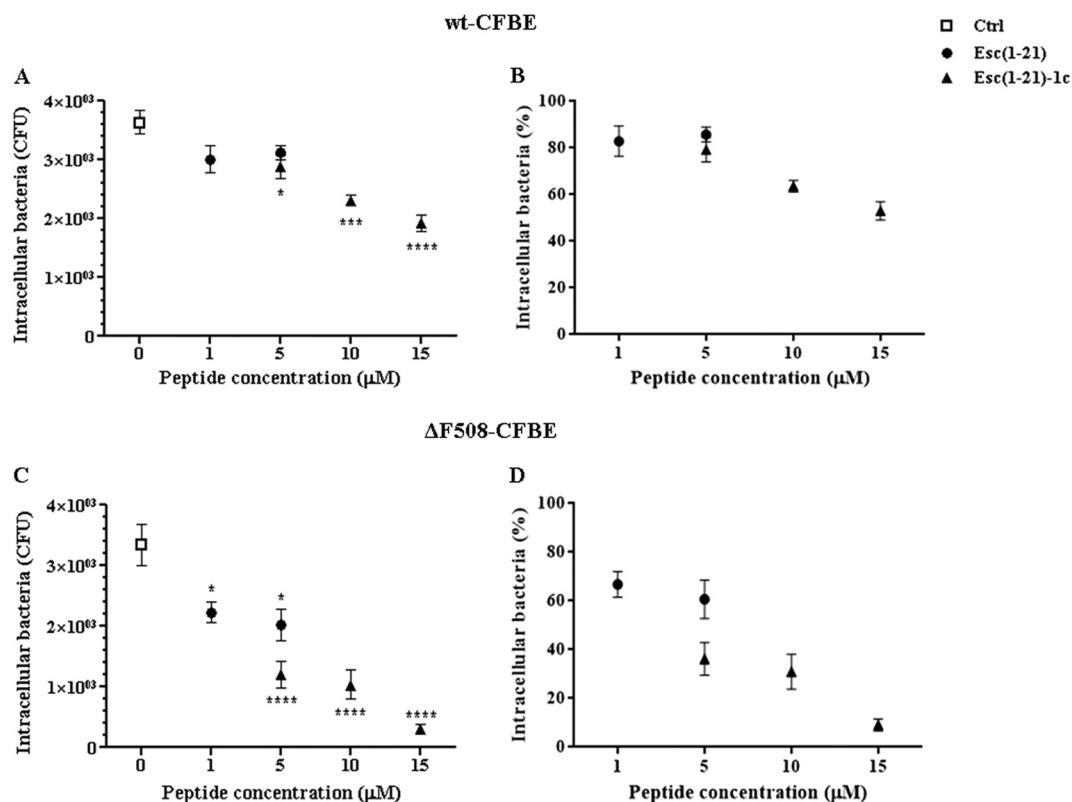 wt-CFBE
Ctrl
Esc(1-21)
Esc(1-21)-1c
A
Intracellular bacteria (CFU)
4×10⁰³
3×10⁰³
2×10⁰³
1×10⁰³
0
*
***
****
0 1 5 10 15
Peptide concentration (μM)
B
Intracellular bacteria (%)
100
80
60
40
20
0
1 5 10 15
Peptide concentration (μM)
ΔF508-CFBE
C
Intracellular bacteria (CFU)
4×10⁰³
3×10⁰³
2×10⁰³
1×10⁰³
0
* *
**** **** ****
0 1 5 10 15
Peptide concentration (μM)
D
Intracellular bacteria (%)
100
80
60
40
20
0
1 5 10 15
Peptide concentration (μM)